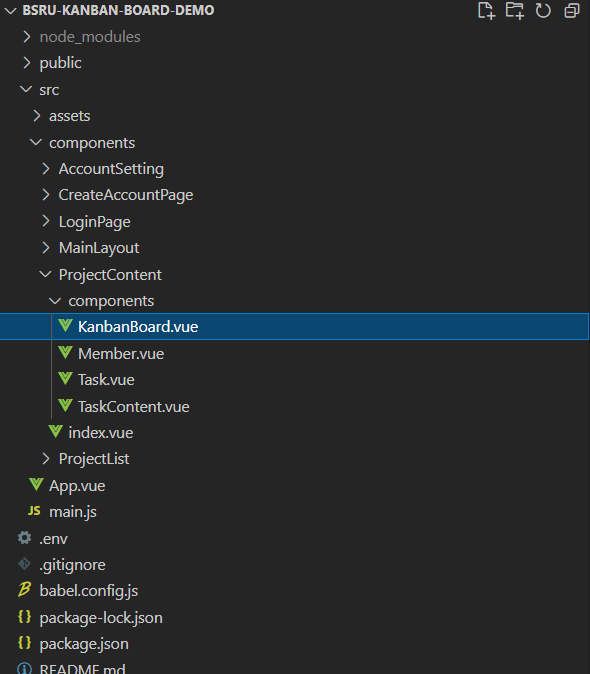 BSRU-KANBAN-BOARD-DEMO
node_modules
public
src
assets
components
AccountSetting
CreateAccountPage
LoginPage
MainLayout
ProjectContent
components
KanbanBoard.vue
Member.vue
Task.vue
TaskContent.vue
index.vue
ProjectList
App.vue
JS main.js
.env
.gitignore
babel.config.js
{ } package-lock.json
{ } package.json
README.md